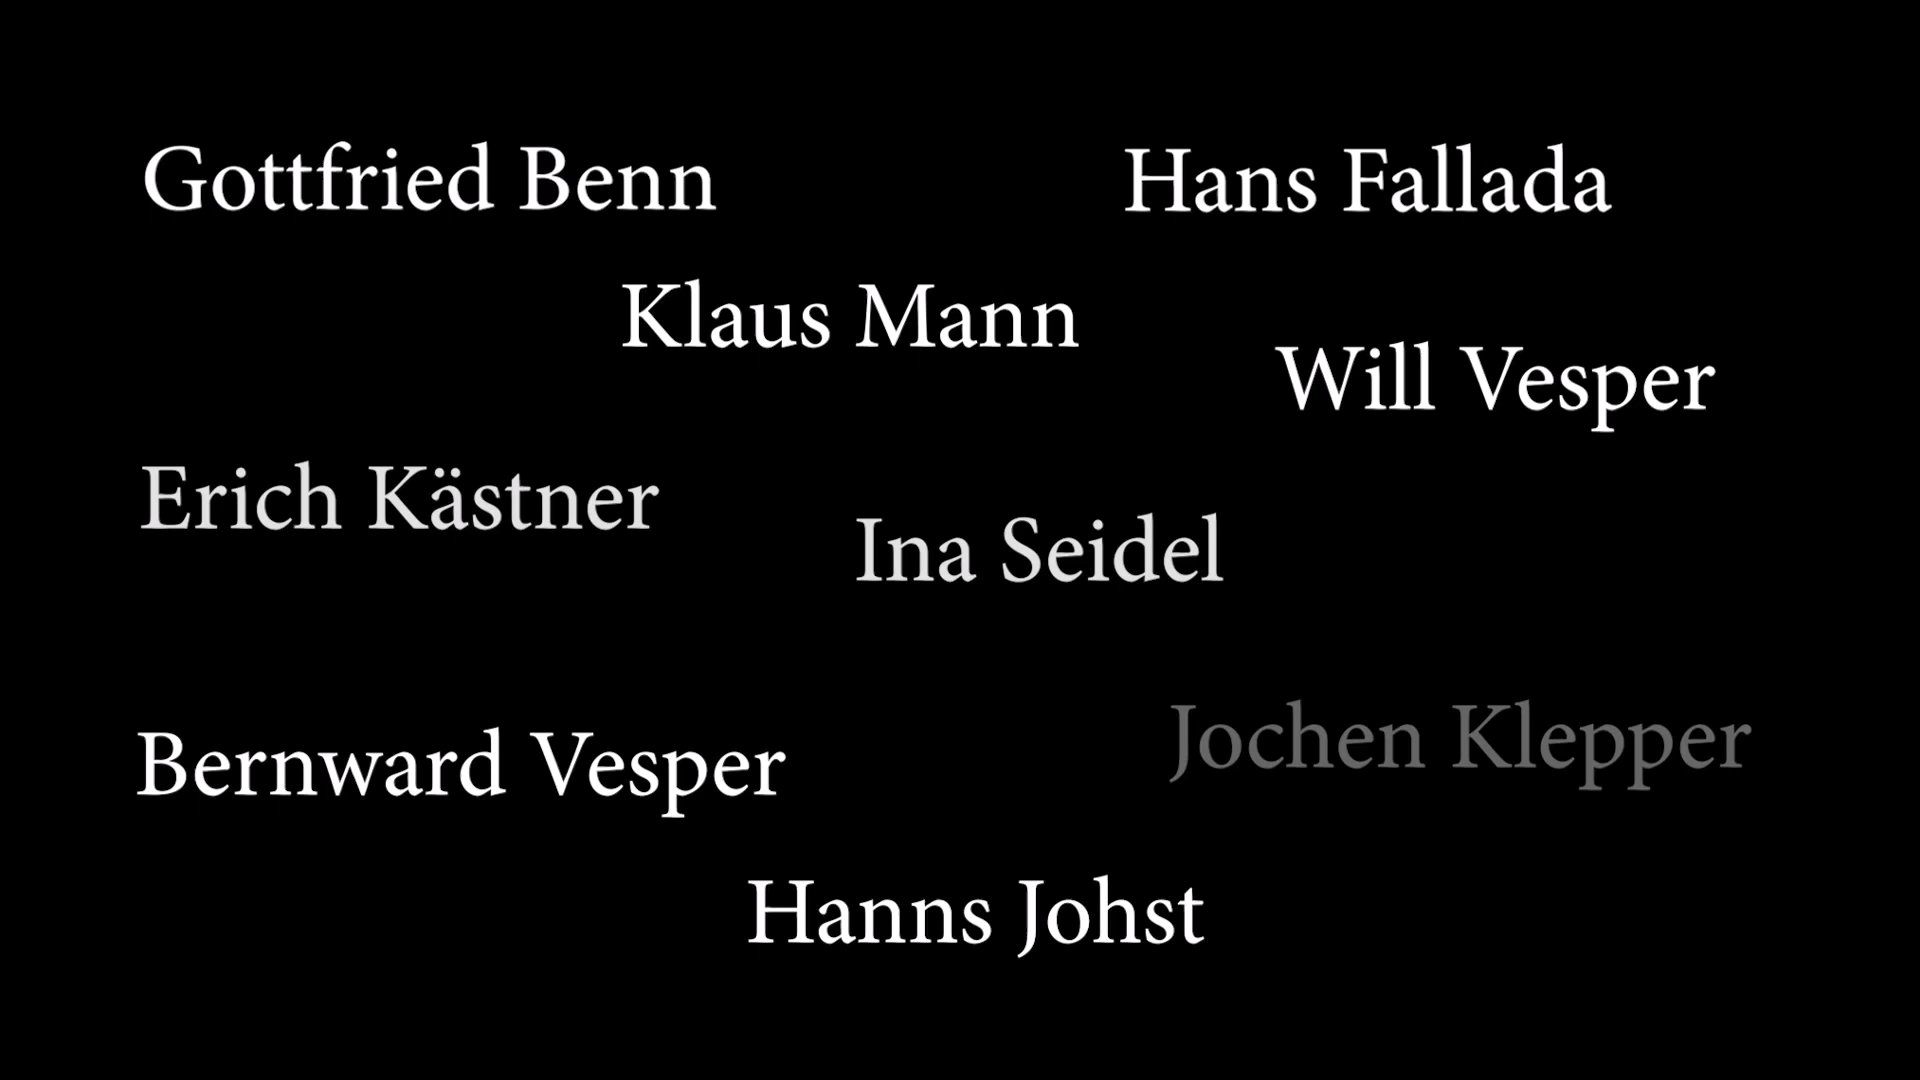 Gottfried Benn
Hans Fallada
Klaus Mann
Will Vesper
Erich Kästner
Ina Seidel
Jochen Klepper
Bernward Vesper
Hanns Johst